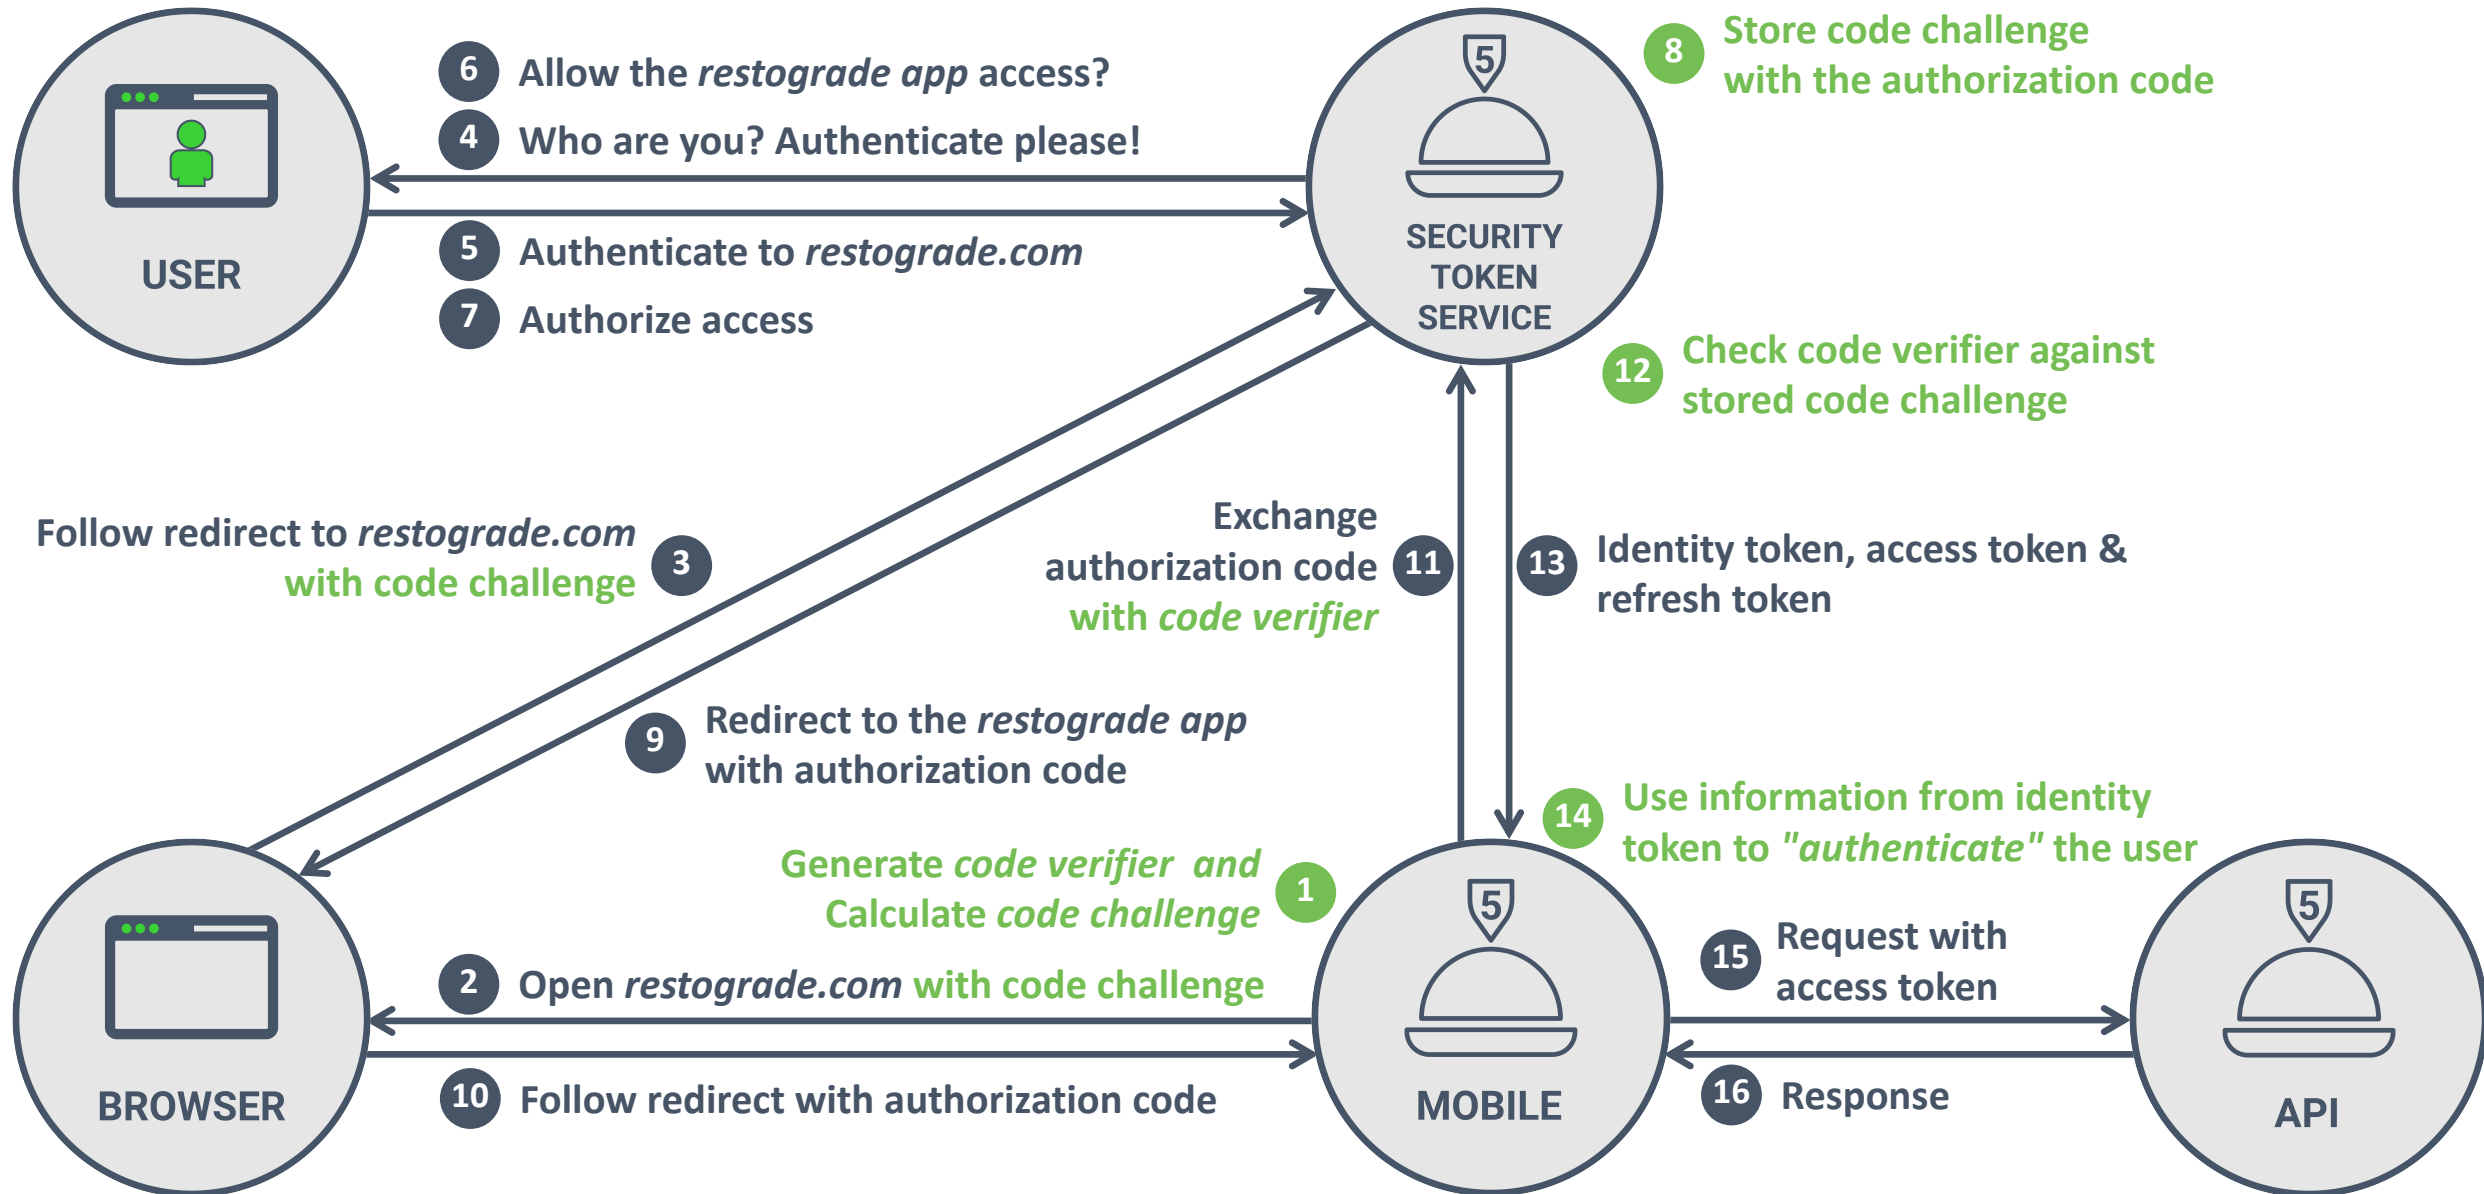 6 Allow the restograde app access?
4 Who are you? Authenticate please!
5 Authenticate to restograde.com
7 Authorize access
USER
5
SECURITY
TOKEN
SERVICE
8 Store code challenge
with the authorization code
12 Check code verifier against
stored code challenge
Follow redirect to restograde.com
with code challenge
3
Exchange
authorization code
with code verifier
11
13 Identity token, access token &
refresh token
9 Redirect to the restograde app
with authorization code
14 Use information from identity
token to "authenticate" the user
Generate code verifier and
Calculate code challenge
1
2 Open restograde.com with code challenge
10 Follow redirect with authorization code
BROWSER
5
MOBILE
15 Request with
access token
16 Response
5
API